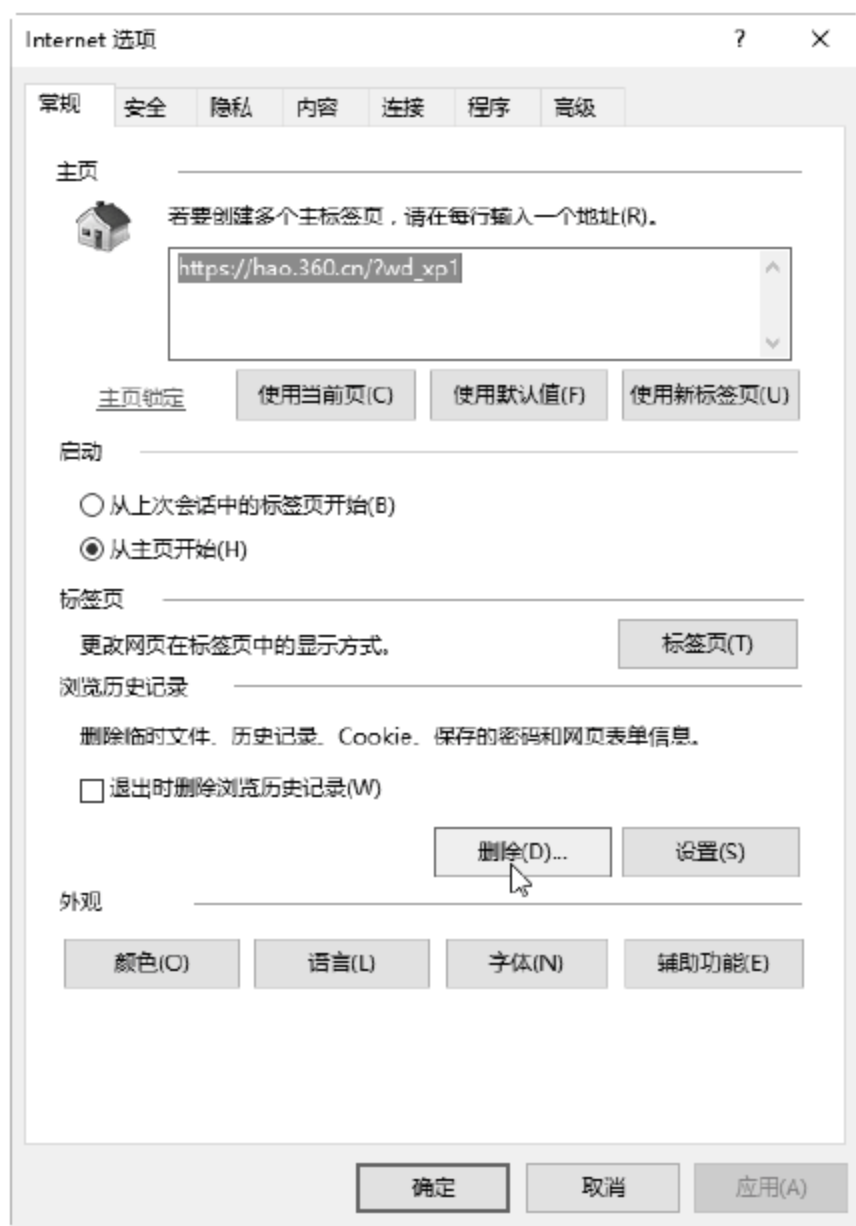 Internet 选项 ?
常规 安全 隐私 内容 连接 程序 高级
主页
若要创建多个主标签页，请在每行输入一个地址(R)。
https://hao.360.cn/?wd_xp1
主页锁定 使用当前页(C) 使用默认值(F) 使用新标签页(U)
启动
从上次会话中的标签页开始(B)
从主页开始(H)
标签页
更改网页在标签页中的显示方式。 标签页(T)
浏览历史记录
删除临时文件、历史记录、Cookie、保存的密码和网页表单信息。
退出时删除浏览历史记录(W)
删除(D)... 设置(S)
外观
颜色(O) 语言(L) 字体(N) 辅助功能(E)
确定 取消 应用(A)